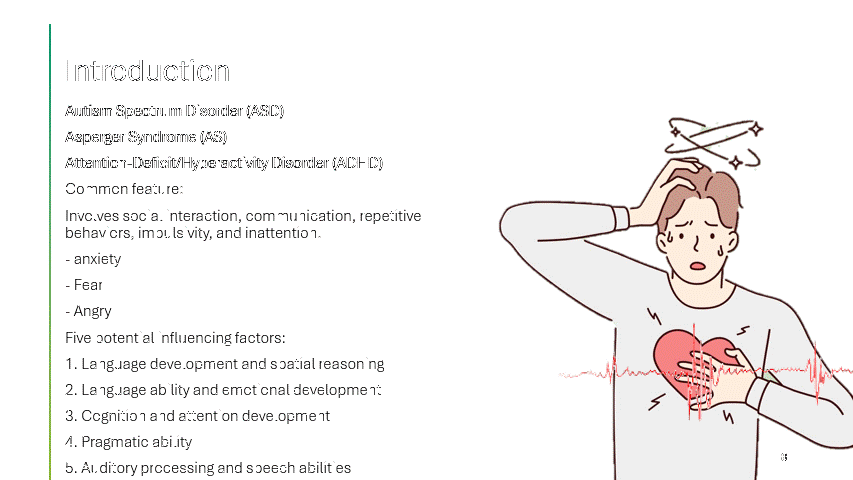 Introduction
Autism Spectrum Disorder (ASD)
Asperger Syndrome (AS)
Attention-Deficit/Hyperactivity Disorder (ADHD)
Common feature:
Involves social interaction, communication, repetitive
behaviors, impulsivity, and inattention.
- anxiety
- Fear
- Angry
Five potential influencing factors:
1. Language development and spatial reasoning
2. Language ability and emotional development
3. Cognition and attention development
4. Pragmatic ability
5. Auditory processing and speech abilities